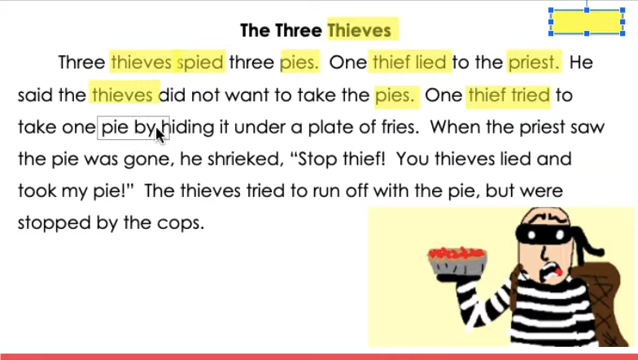 The Three Thieves
Three thieves spied three pies. One thief lied to the priest. He
said the thieves did not want to take the pies. One thief tried to
take one pie by hiding it under a plate of fries. When the priest saw
the pie was gone, he shrieked, “Stop thief! You thieves lied and
took my pie!” The thieves tried to run off with the pie, but were
stopped by the cops.